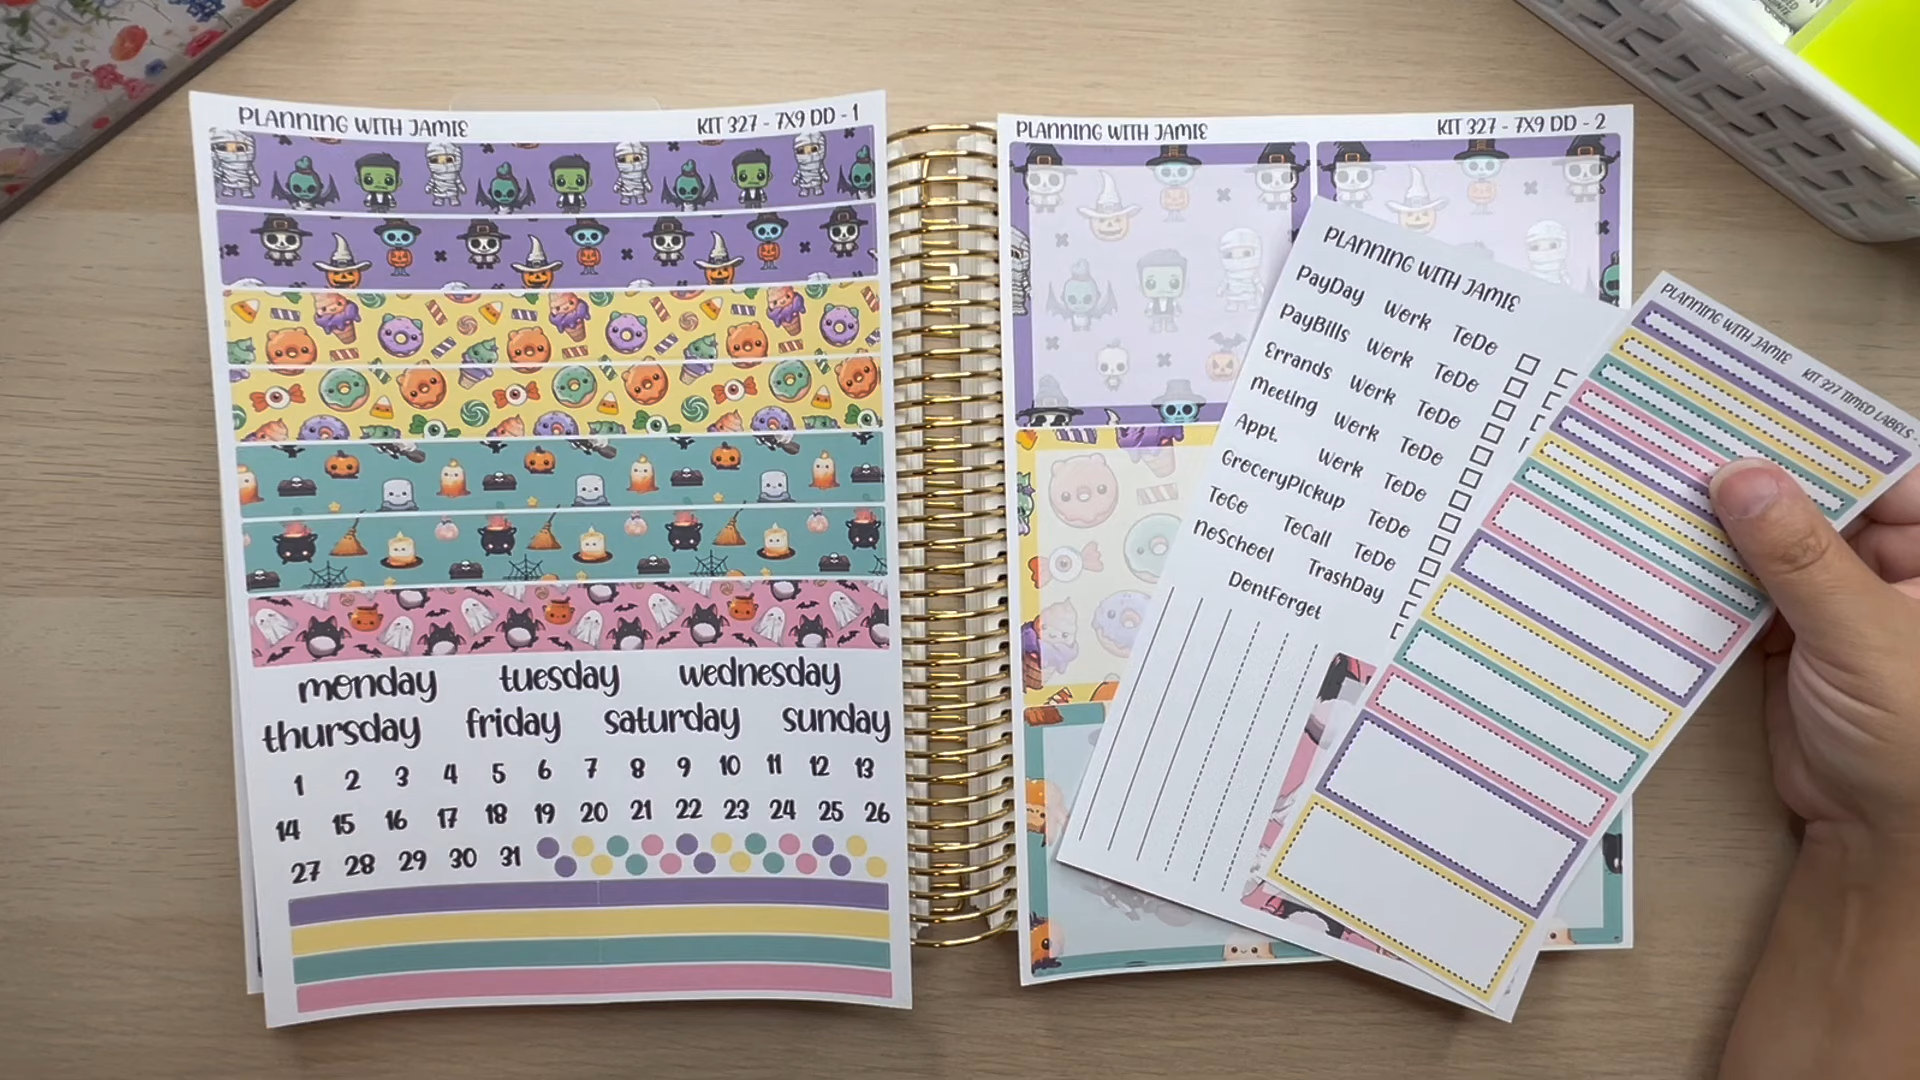 PLANNING WITH JAMIE KIT 327 - 7X9 DD - 1
monday tuesday wednesday
thursday friday saturday sunday
1 2 3 4 5 6 7 8 9 10 11 12 13
14 15 16 17 18 19 20 21 22 23 24 25 26
27 28 29 30 31
PLANNING WITH JAMIE KIT 327 - 7X9 DD - 2
PLANNING WITH JAMIE
PayDay Work ToDo
PayBills Work ToDo
Errands Work ToDo
Meeting Work ToDo
Appt. Work ToDo
GroceryPickup ToDo
ToGo ToCall ToDo
NoSchool TrashDay
DontForget
PLANNING WITH JAMIE KIT 327 TIMED LABELS -